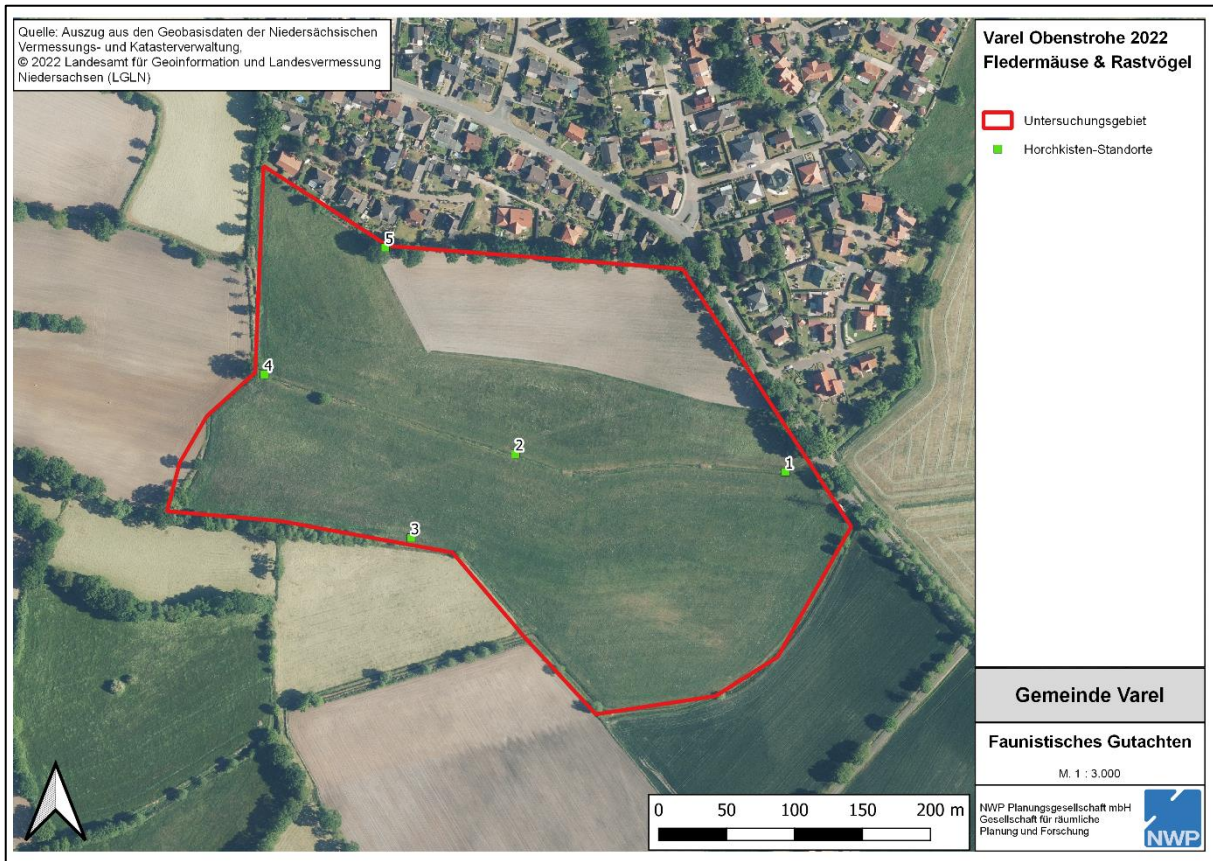 Quelle: Auszug aus den Geobasisdaten der Niedersächsischen
Vermessungs- und Katasterverwaltung,
© 2022 Landesamt für Geoinformation und Landesvermessung
Niedersachsen (LGLN)
Varel Obenstrohe 2022
Fledermäuse & Rastvögel
Untersuchungsgebiet
Horchkisten-Standorte
5
4
2
1
3
Gemeinde Varel
Faunistisches Gutachten
M. 1 : 3.000
0 50 100 150 200 m
NWP Planungsgesellschaft mbH
Gesellschaft für räumliche
Planung und Forschung
NWP